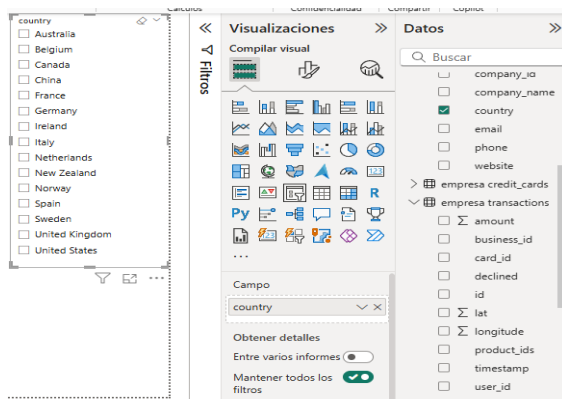 Cálculos
Confidencialidad
Compartir
Copilot
country
Australia
Belgium
Canada
China
France
Germany
Ireland
Italy
Netherlands
New Zealand
Norway
Spain
Sweden
United Kingdom
United States
Filtros
Visualizaciones
Compilar visual
123
R
Py
123
...
Campo
country
Obtener detalles
Entre varios informes
Mantener todos los
filtros
Datos
Buscar
company_id
company_name
country
email
phone
website
empresa credit_cards
empresa transactions
Σ amount
business_id
card_id
declined
id
Σ lat
Σ longitude
product_ids
timestamp
user_id